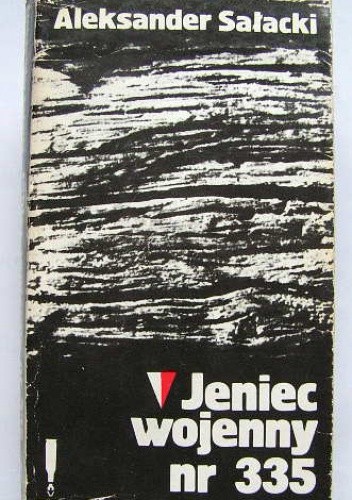 Aleksander Sałacki
Jeniec
wojenny
nr 335